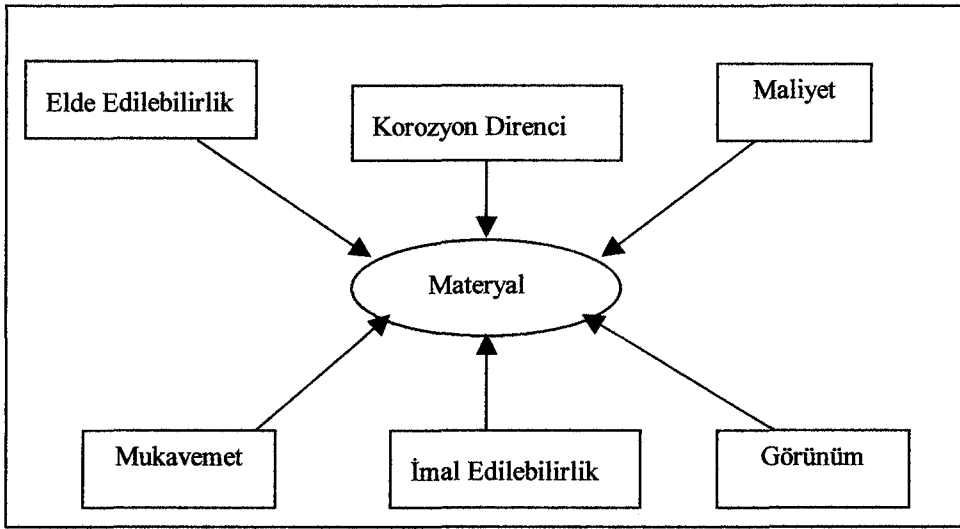 Elde Edilebilirlik
Korozyon Direnci
Maliyet
Materyal
Mukavemet
İmal Edilebilirlik
Görünüm